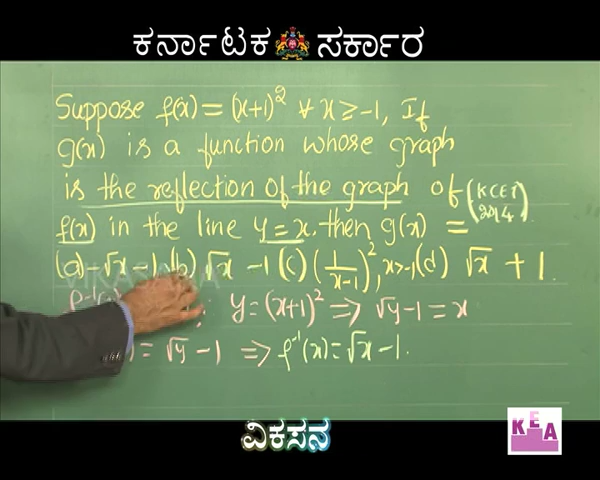 ಕರ್ನಾಟಕ ಸರ್ಕಾರ
Suppose f(x) = (x+1)² ∀ x ≥ -1, If
g(x) is a function whose graph
is the reflection of the graph of (KCET
f(x) in the line y = x, then g(x) =
(a) -√x - 1 (b) √x - 1 (c) (1/(x-1))², x>-1 (d) √x + 1
y = (x+1)² ⇒ √y - 1 = x
= √y - 1 ⇒ f⁻¹(x) = √x - 1.
ವಿಕಸನ
KEA